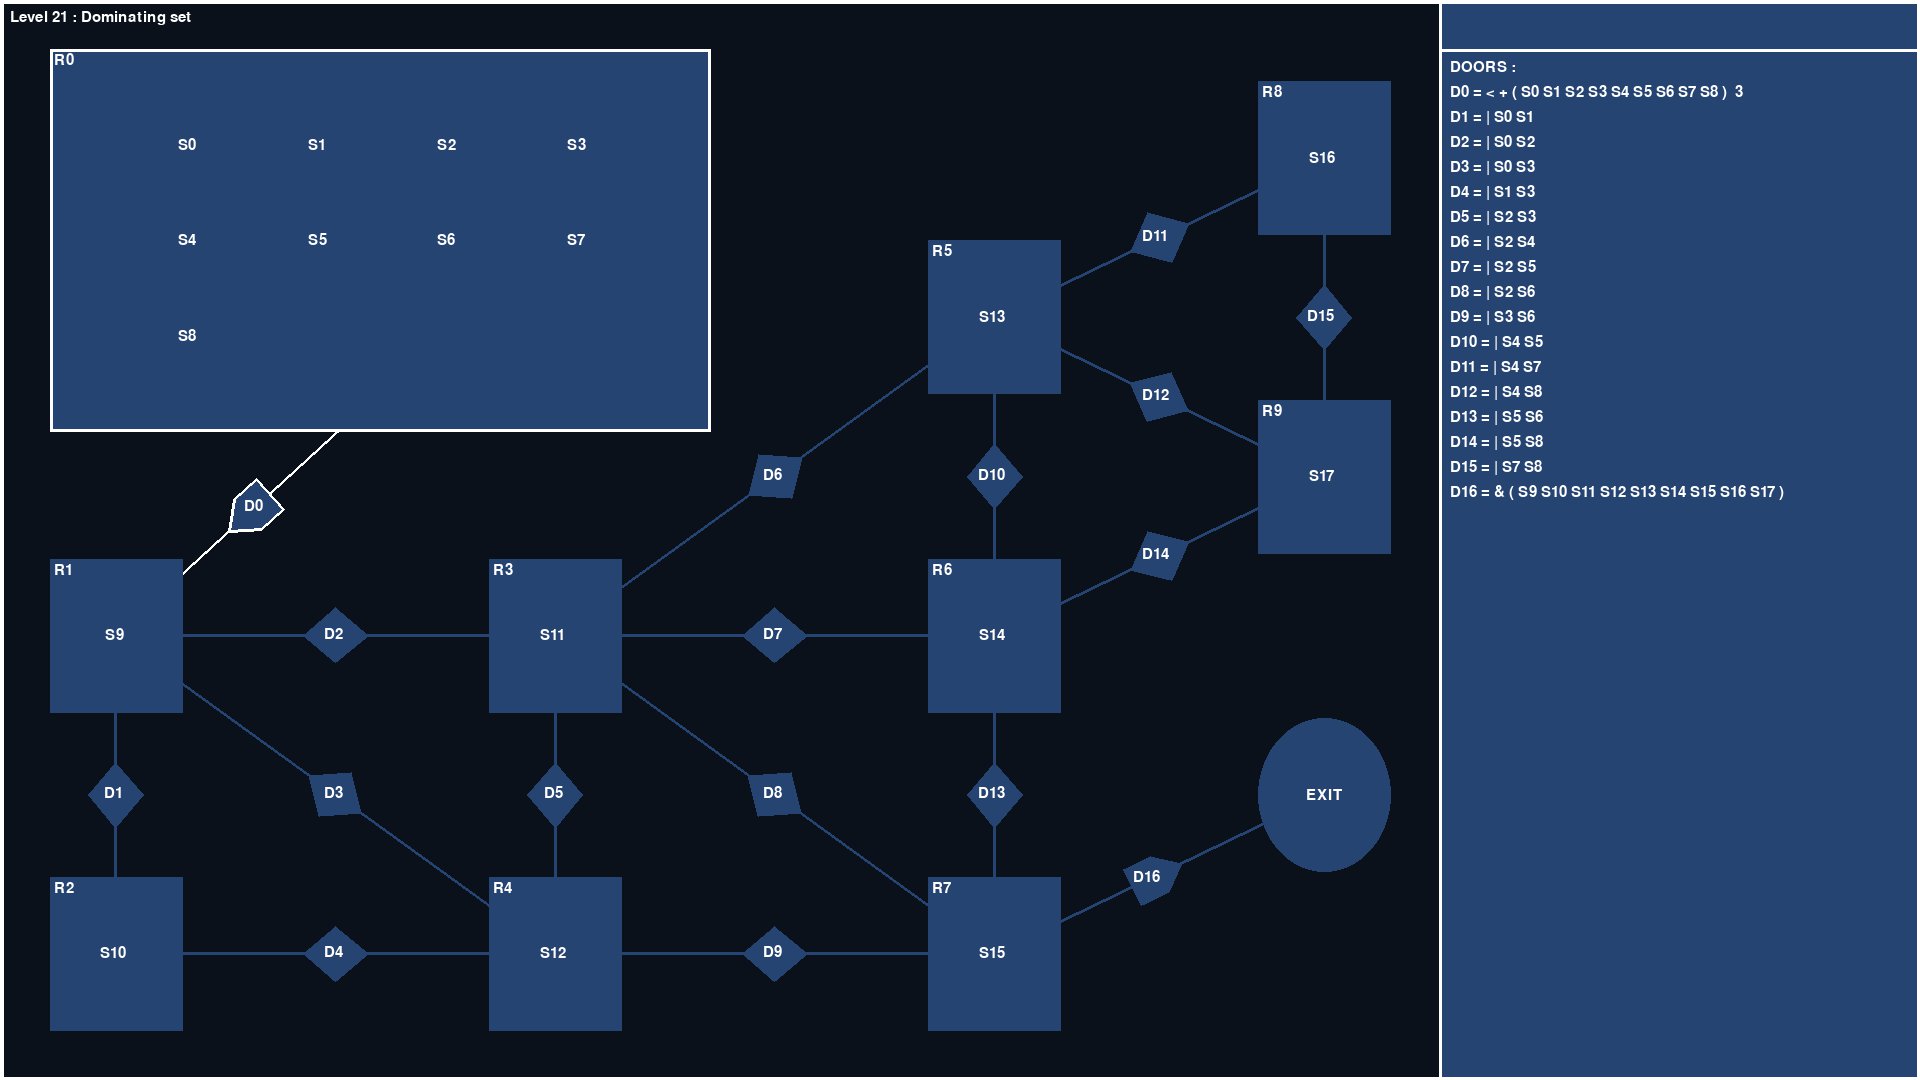 Level 21 : Dominating set
R0
S0 S1 S2 S3
S4 S5 S6 S7
S8
D0
R8
S16
R5
S13
D11
D15
D12
R9
S17
D6
D10
D14
R1
S9
D2
R3
S11
D7
R6
S14
D1
D3
D5
D8
D13
EXIT
R2
S10
D4
R4
S12
D9
R7
S15
D16
DOORS :
D0 = < + ( S0 S1 S2 S3 S4 S5 S6 S7 S8 ) 3
D1 = | S0 S1
D2 = | S0 S2
D3 = | S0 S3
D4 = | S1 S3
D5 = | S2 S3
D6 = | S2 S4
D7 = | S2 S5
D8 = | S2 S6
D9 = | S3 S6
D10 = | S4 S5
D11 = | S4 S7
D12 = | S4 S8
D13 = | S5 S6
D14 = | S5 S8
D15 = | S7 S8
D16 = & ( S9 S10 S11 S12 S13 S14 S15 S16 S17 )